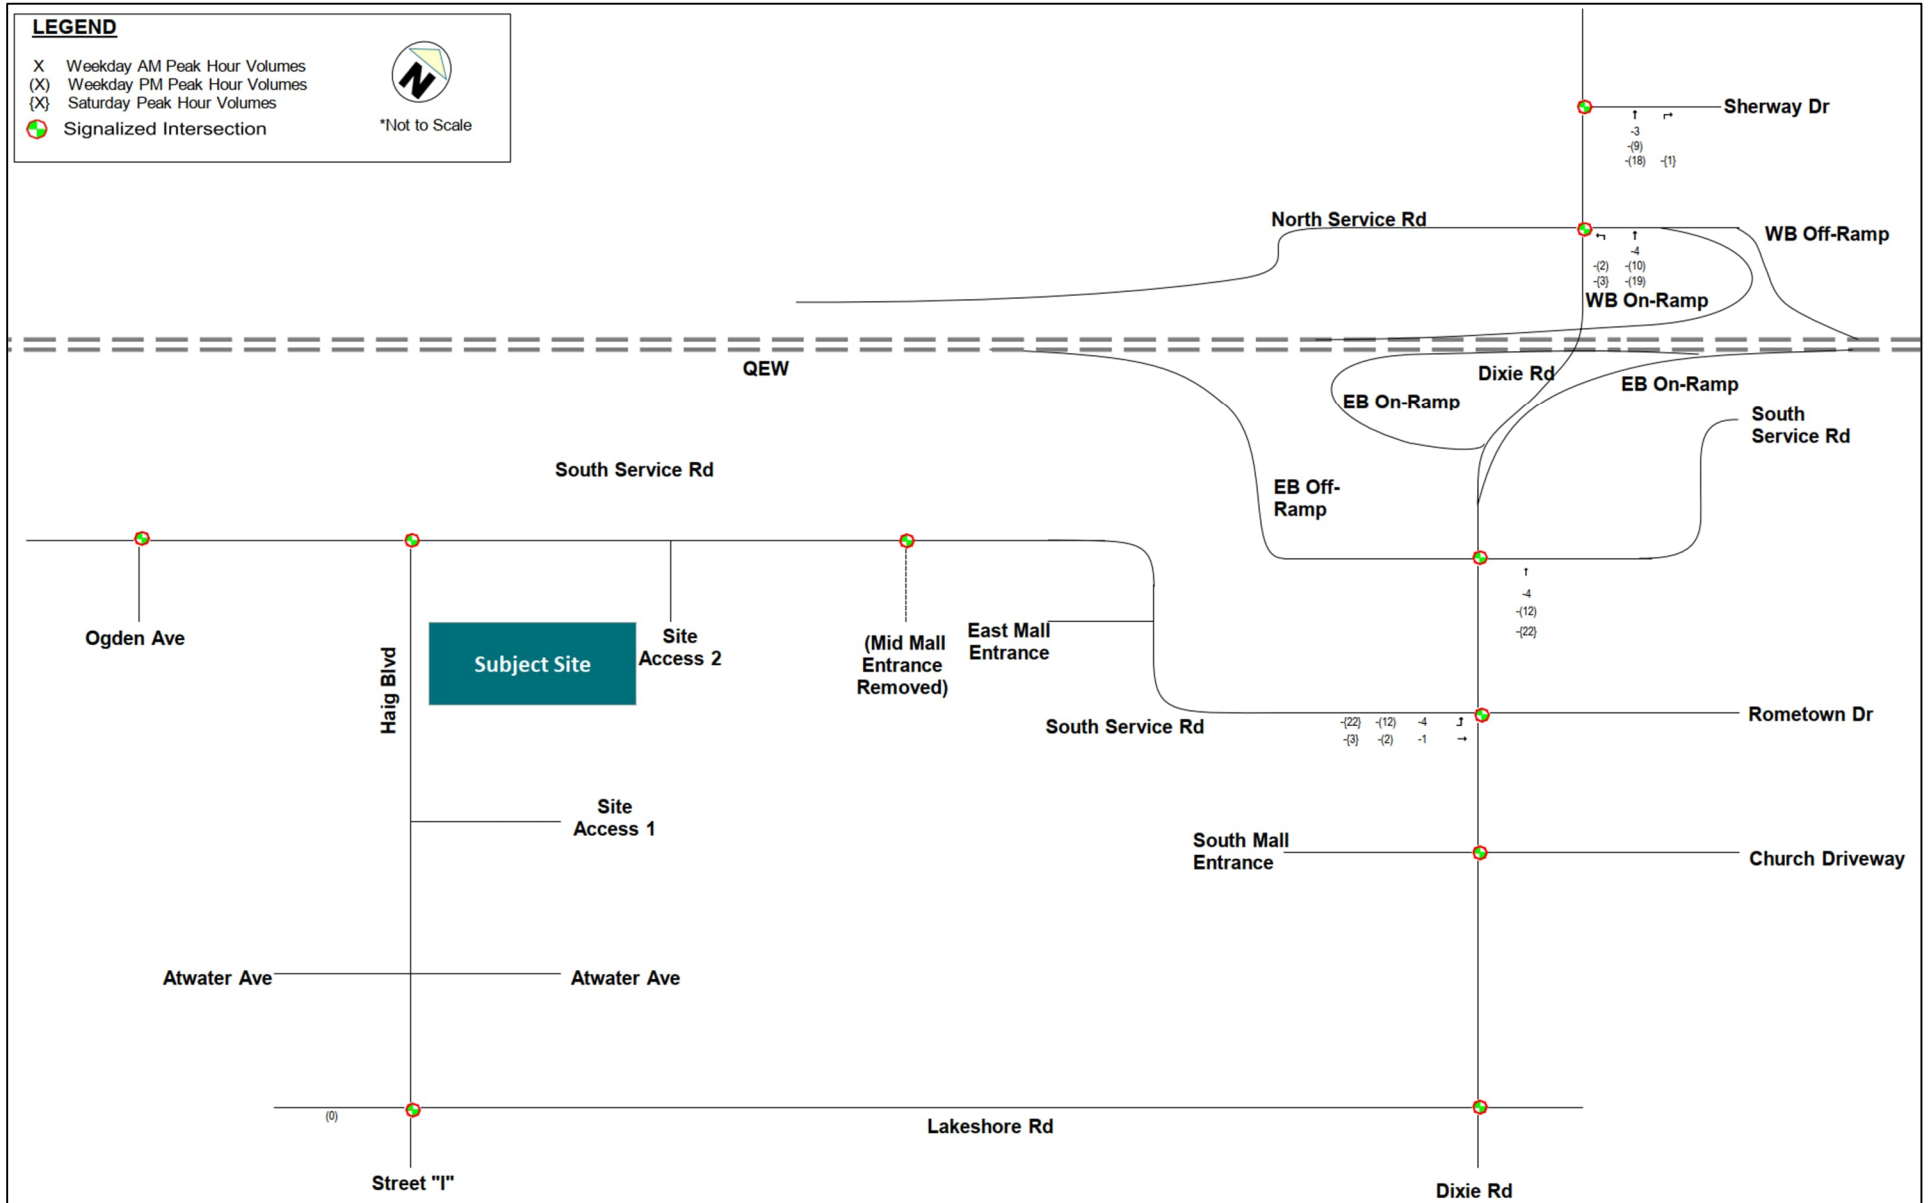 LEGEND
X Weekday AM Peak Hour Volumes
(X) Weekday PM Peak Hour Volumes
{X} Saturday Peak Hour Volumes
Signalized Intersection
N
*Not to Scale
Sherway Dr
-3
-(9)
-(18) -{1}
North Service Rd
WB Off-Ramp
-4
-(2) -(10)
-{3} -(19)
WB On-Ramp
QEW
Dixie Rd
EB On-Ramp
EB On-Ramp
South
Service Rd
South Service Rd
EB Off-
Ramp
-4
-(12)
-{22}
Ogden Ave
Haig Blvd
Subject Site
Site
Access 2
(Mid Mall
Entrance
Removed)
East Mall
Entrance
South Service Rd
-{22} -(12) -4
-{3} -(2) -1
Rometown Dr
Site
Access 1
South Mall
Entrance
Church Driveway
Atwater Ave
Atwater Ave
(0)
Lakeshore Rd
Street "I"
Dixie Rd